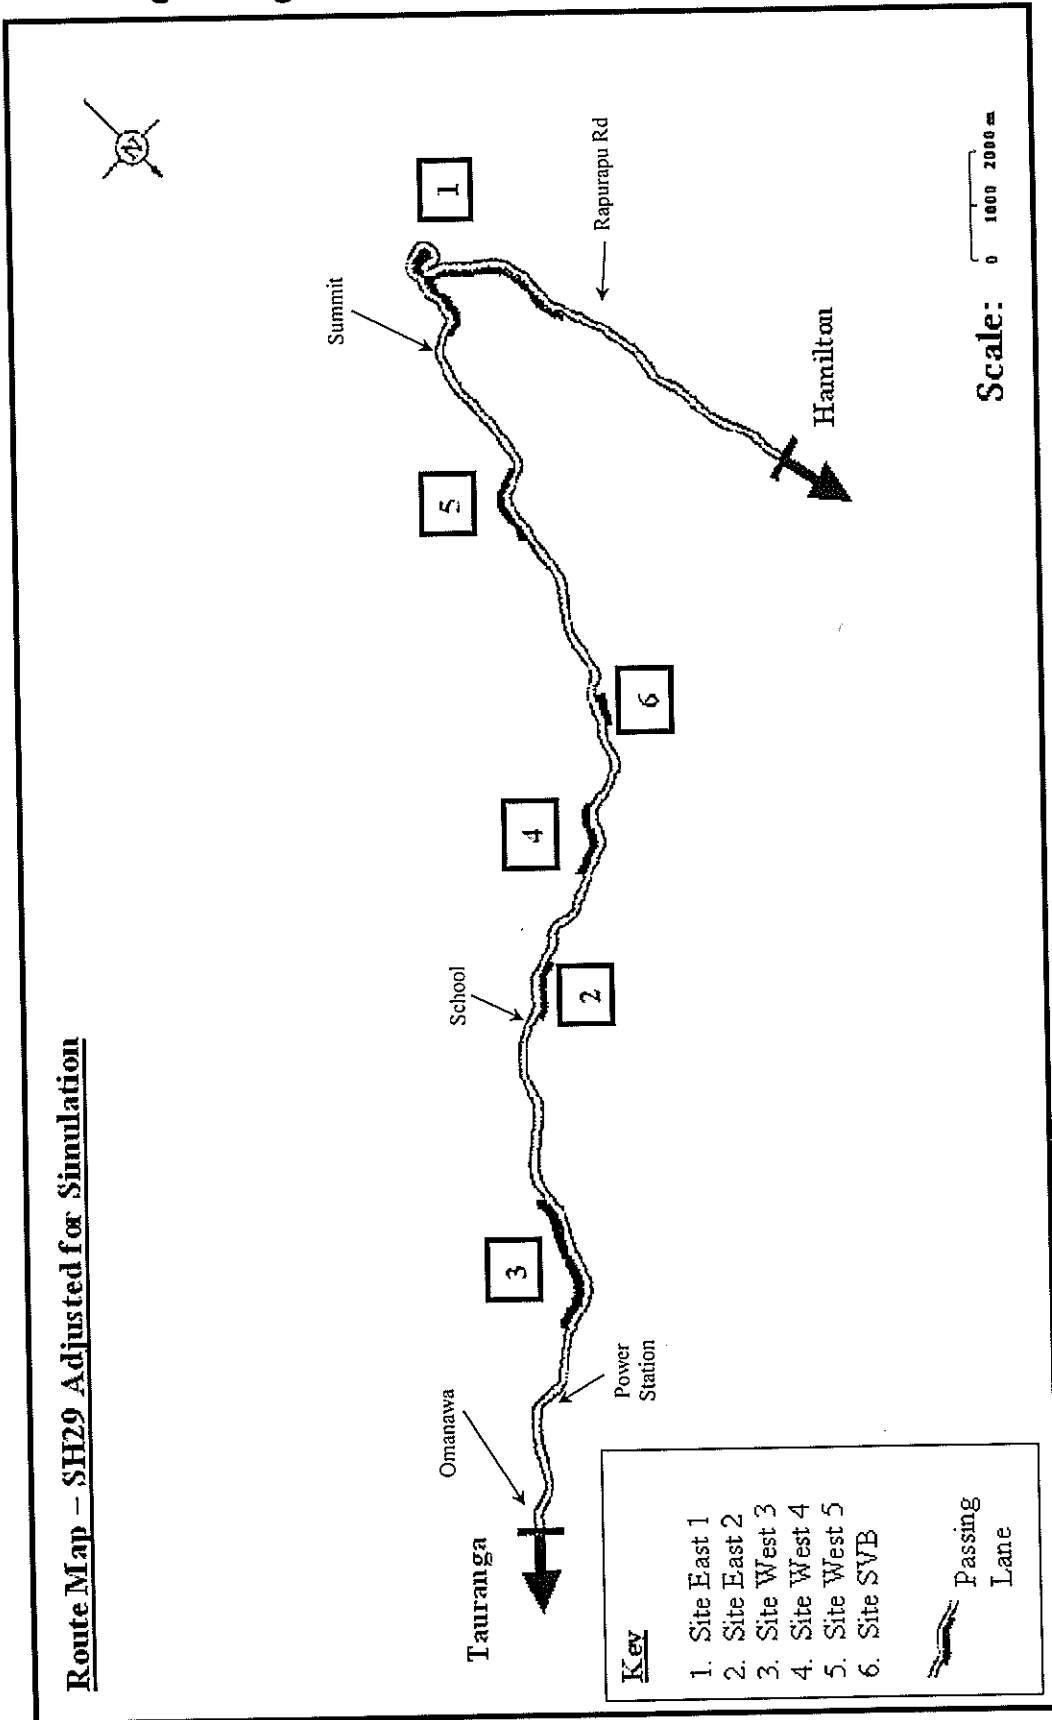 Route Map – SH29 Adjusted for Simulation
N
Summit
1
Rapurapu Rd
5
Hamilton
6
4
School
2
3
Omanawa
Power
Station
Tauranga
Scale:
0 1000 2000 m
Key
1. Site East 1
2. Site East 2
3. Site West 3
4. Site West 4
5. Site West 5
6. Site SVB
Passing
Lane